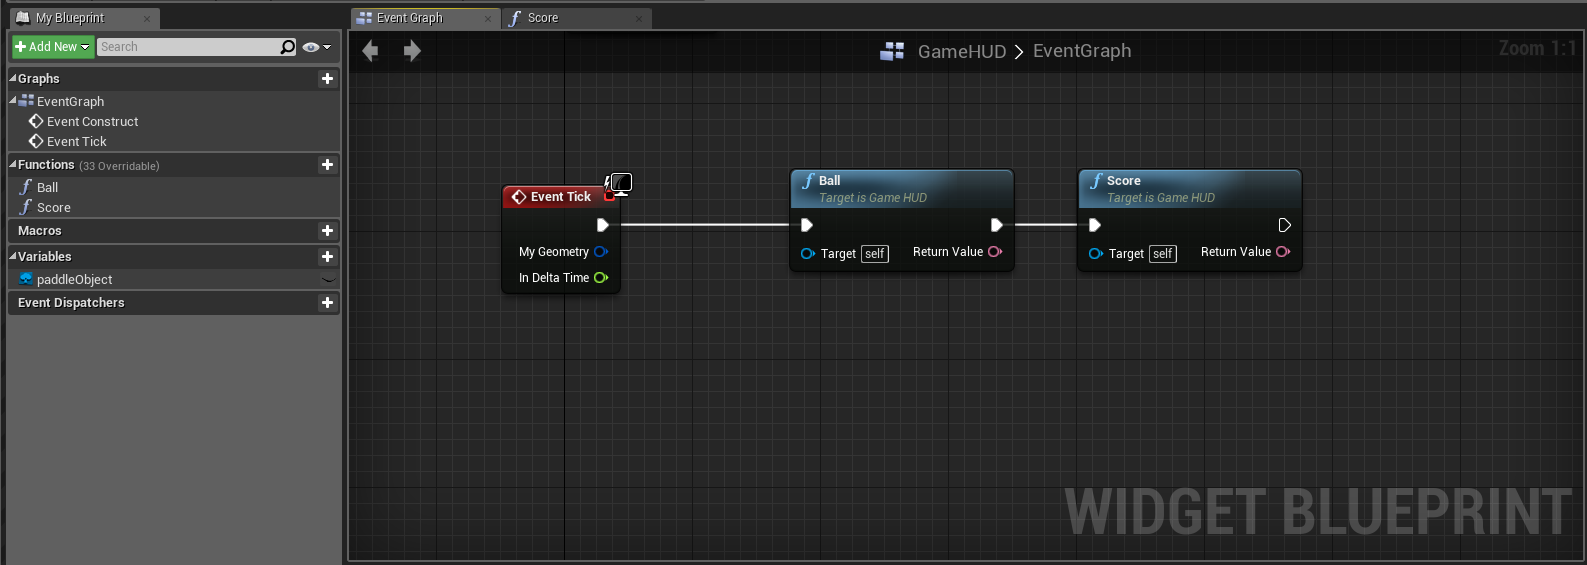 My Blueprint
Event Graph
Score
Add New
Search
GameHUD > EventGraph
Zoom 1:1
Graphs
EventGraph
Event Construct
Event Tick
Functions (33 Overridable)
Ball
Score
Macros
Variables
paddleObject
Event Dispatchers
Event Tick
My Geometry
In Delta Time
Ball
Target is Game HUD
Target self
Return Value
Score
Target is Game HUD
Target self
Return Value
WIDGET BLUEPRINT